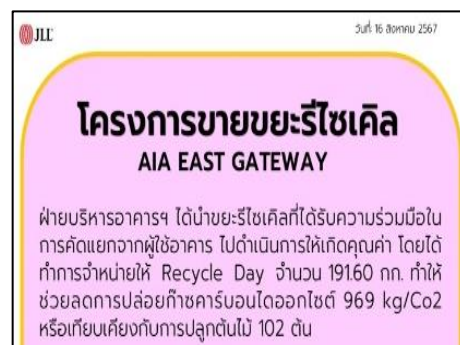 JLL
วันที่ 16 สิงหาคม 2567
โครงการขายขยะรีไซเคิล
AIA EAST GATEWAY
ฝ่ายบริหารอาคารฯ ได้นำขยะรีไซเคิลที่ได้รับความร่วมมือใน
การคัดแยกจากผู้ใช้อาคาร ไปดำเนินการให้เกิดคุณค่า โดยได้
ทำการจำหน่ายให้ Recycle Day จำนวน 191.60 กก. ทำให้
ช่วยลดการปล่อยก๊าซคาร์บอนไดออกไซต์ 969 kg/Co2
หรือเทียบเคียงกับการปลูกต้นไม้ 102 ต้น